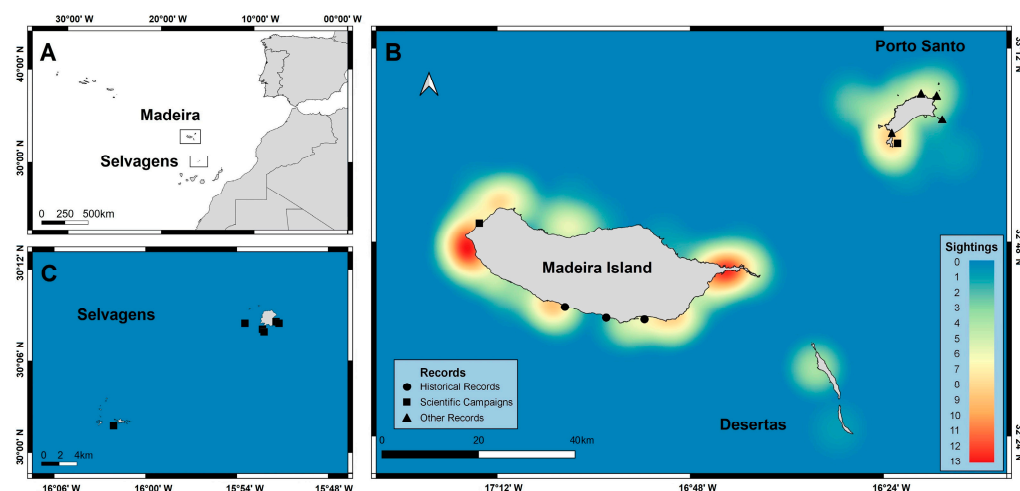 30°00' W
20°00' W
10°00' W
00°00' W
A
40°00' N
30°00' N
Madeira
Selvagens
0 250 500km
C
30°12' N
30°06' N
30°00' N
Selvagens
0 2 4km
16°06' W
16°00' W
15°54' W
15°48' W
B
Porto Santo
Madeira Island
Desertas
Records
Historical Records
Scientific Campaigns
Other Records
0 20 40km
Sightings
0
1
2
3
4
5
6
7
0
9
10
11
12
13
17°12' W
16°48' W
16°24' W